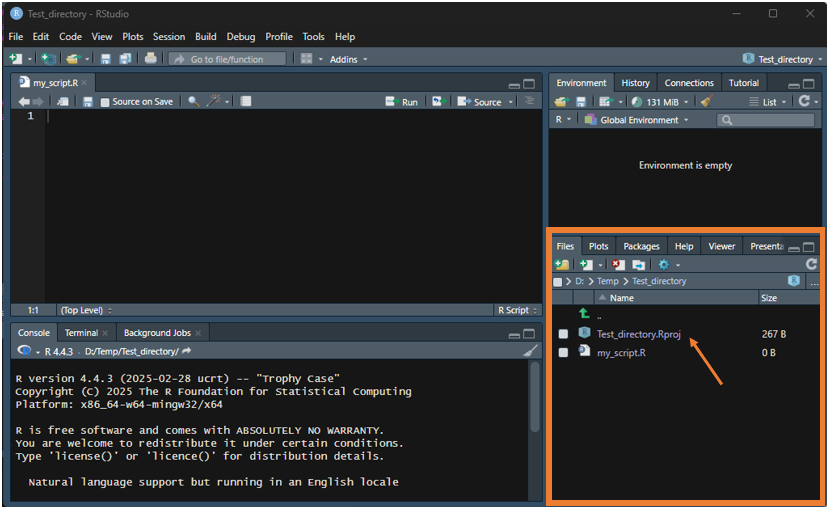 Test_directory - RStudio
File Edit Code View Plots Session Build Debug Profile Tools Help
Go to file/function Addins Test_directory
my_script.R
Source on Save Run Source
1
1:1 (Top Level) R Script
Console Terminal Background Jobs
R 4.4.3 · D:/Temp/Test_directory/
R version 4.4.3 (2025-02-28 ucrt) -- "Trophy Case"
Copyright (C) 2025 The R Foundation for Statistical Computing
Platform: x86_64-w64-mingw32/x64
R is free software and comes with ABSOLUTELY NO WARRANTY.
You are welcome to redistribute it under certain conditions.
Type 'license()' or 'licence()' for distribution details.
Natural language support but running in an English locale
Environment History Connections Tutorial
131 MiB List
R Global Environment
Environment is empty
Files Plots Packages Help Viewer Presenta
D: Temp Test_directory ...
Name Size
..
Test_directory.Rproj 267 B
my_script.R 0 B